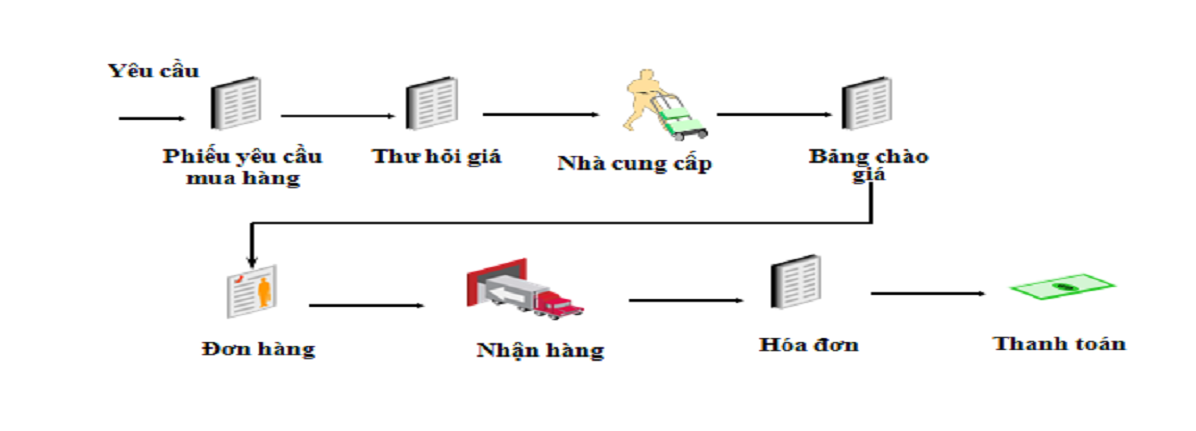 Yêu cầu
Phiếu yêu cầu
mua hàng
Thư hỏi giá
Nhà cung cấp
Bảng chào
giá
Đơn hàng
Nhận hàng
Hóa đơn
Thanh toán